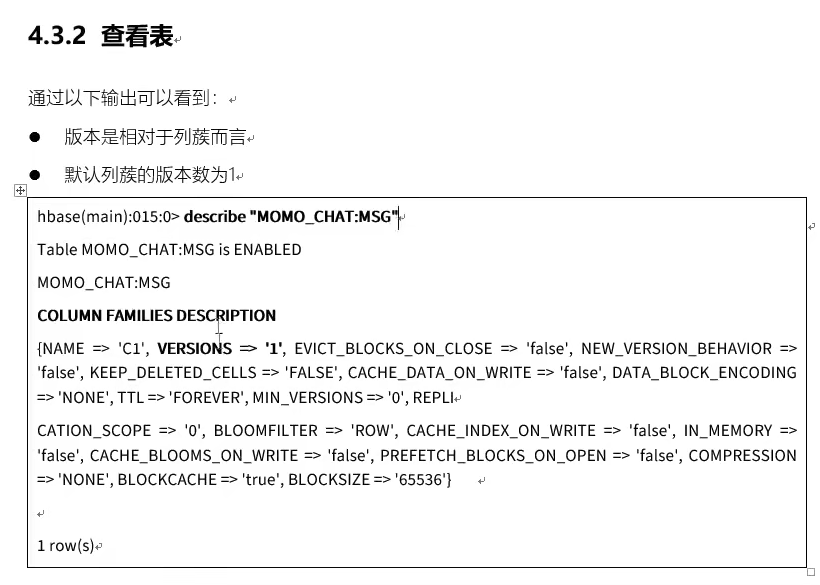 4.3.2 查看表
通过以下输出可以看到：
● 版本是相对于列蔟而言
● 默认列蔟的版本数为1
hbase(main):015:0> describe "MOMO_CHAT:MSG"
Table MOMO_CHAT:MSG is ENABLED
MOMO_CHAT:MSG
COLUMN FAMILIES DESCRIPTION
{NAME => 'C1', VERSIONS => '1', EVICT_BLOCKS_ON_CLOSE => 'false', NEW_VERSION_BEHAVIOR =>
'false', KEEP_DELETED_CELLS => 'FALSE', CACHE_DATA_ON_WRITE => 'false', DATA_BLOCK_ENCODING
=> 'NONE', TTL => 'FOREVER', MIN_VERSIONS => '0', REPLI
CATION_SCOPE => '0', BLOOMFILTER => 'ROW', CACHE_INDEX_ON_WRITE => 'false', IN_MEMORY =>
'false', CACHE_BLOOMS_ON_WRITE => 'false', PREFETCH_BLOCKS_ON_OPEN => 'false', COMPRESSION
=> 'NONE', BLOCKCACHE => 'true', BLOCKSIZE => '65536'}
1 row(s)